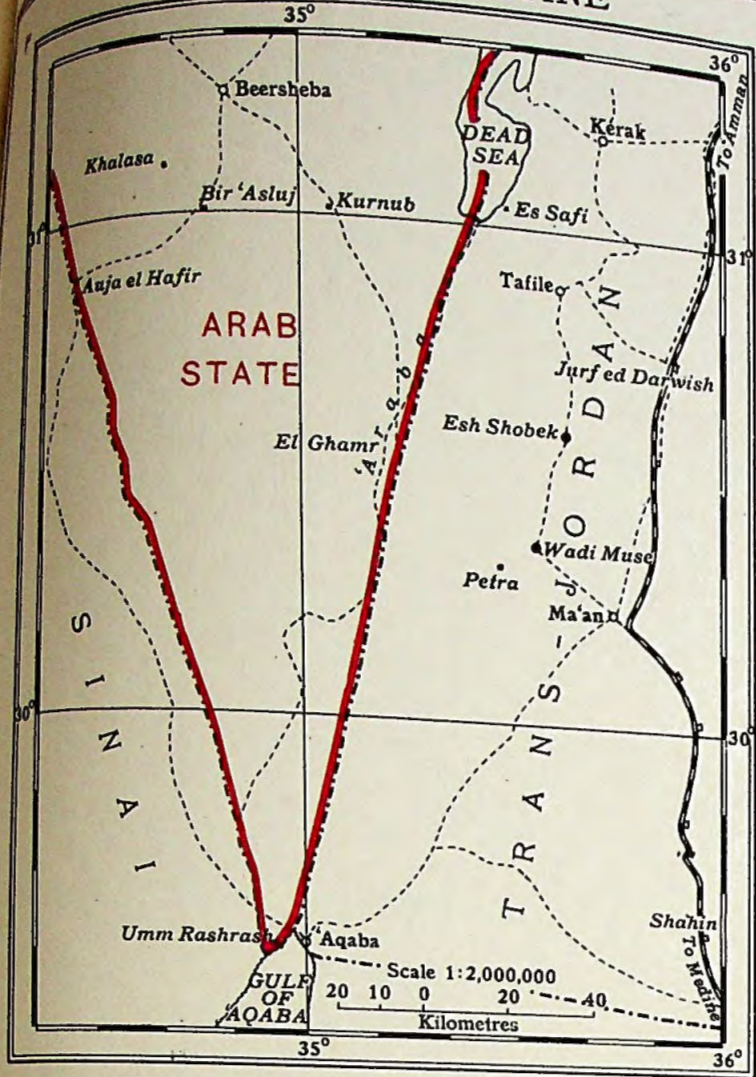 35°
36°
To Amman
Beersheba
DEAD
SEA
Kerak
Khalasa
Bir ‘Asluj
Kurnub
Es Safi
31°
31°
Auja el Hafir
Tafile
ARAB
STATE
‘Araba
Jurf ed Darwish
El Ghamr
Esh Shobek
Wadi Muse
Petra
Ma‘an
SINAI
TRANS-JORDAN
30°
30°
Umm Rashrash
‘Aqaba
Shahin
To Medine
GULF
OF
‘AQABA
Scale 1:2,000,000
20 10 0 20 40
Kilometres
35°
36°